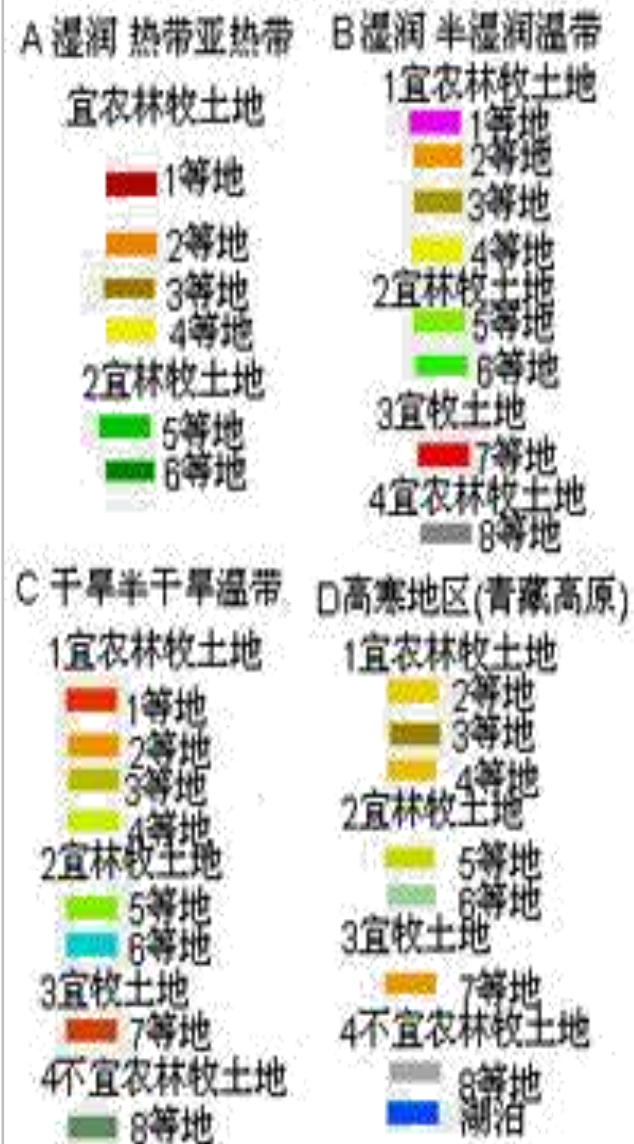 A 湿润 热带亚热带
宜农林牧土地
1等地
2等地
3等地
4等地
2宜林牧土地
5等地
6等地
B湿润 半湿润温带
1宜农林牧土地
1等地
2等地
3等地
4等地
2宜林牧土地
5等地
6等地
3宜牧土地
7等地
4宜农林牧土地
8等地
C 干旱半干旱温带
1宜农林牧土地
1等地
2等地
3等地
4等地
2宜林牧土地
5等地
6等地
3宜牧土地
7等地
4不宜农林牧土地
8等地
D高寒地区(青藏高原)
1宜农林牧土地
2等地
3等地
4等地
2宜林牧土地
5等地
6等地
3宜牧土地
7等地
4不宜农林牧土地
8等地
湖泊